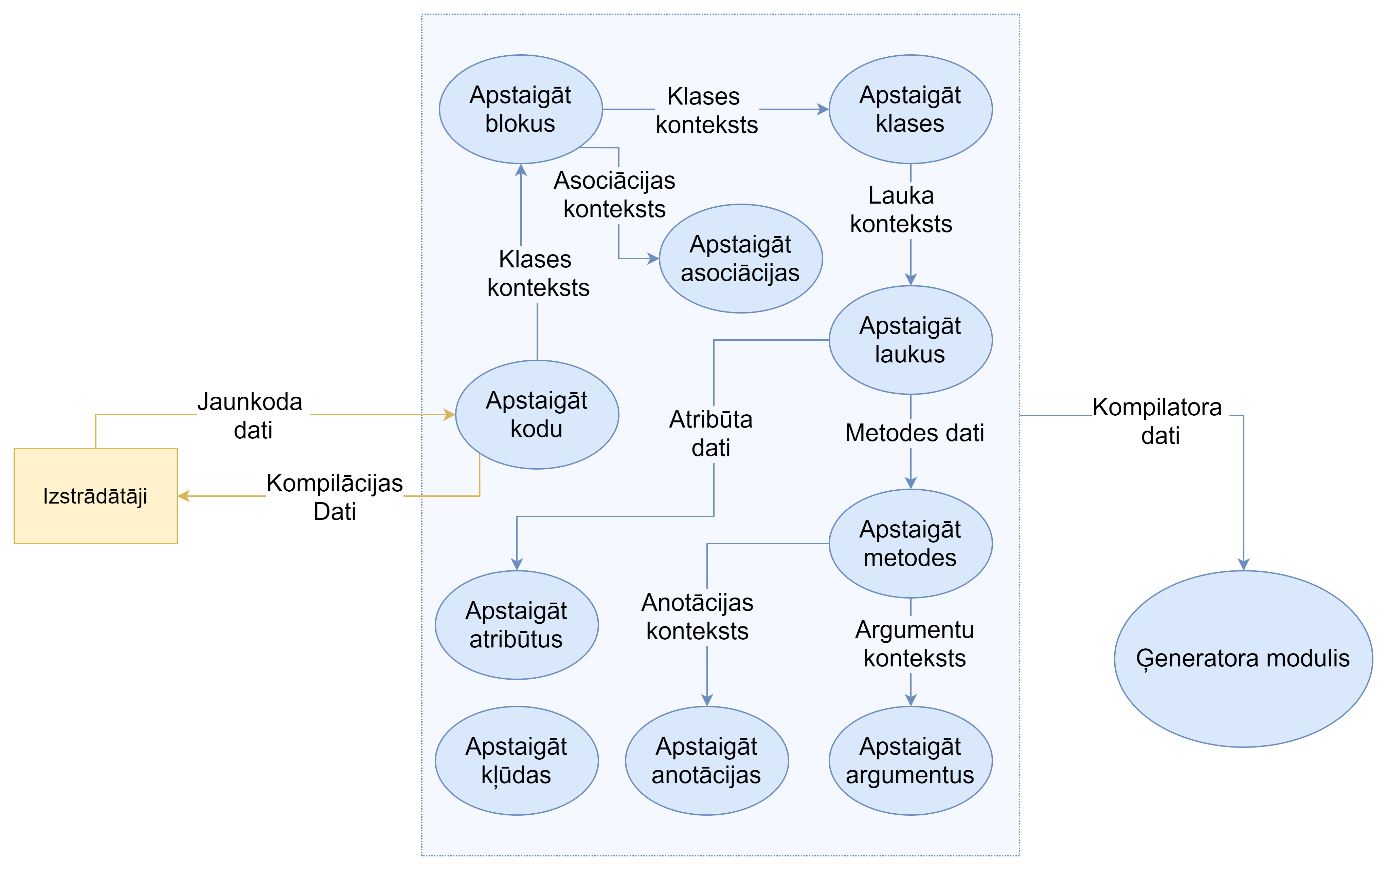 Apstaigāt
blokus
Klases
konteksts
Apstaigāt
klases
Asociācijas
konteksts
Lauka
konteksts
Apstaigāt
asociācijas
Klases
konteksts
Apstaigāt
laukus
Jaunkoda
dati
Apstaigāt
kodu
Atribūta
dati
Metodes dati
Kompilatora
dati
Izstrādātāji
Kompilācijas
Dati
Apstaigāt
metodes
Apstaigāt
atribūtus
Anotācijas
konteksts
Argumentu
konteksts
Ģeneratora modulis
Apstaigāt
kļūdas
Apstaigāt
anotācijas
Apstaigāt
argumentus